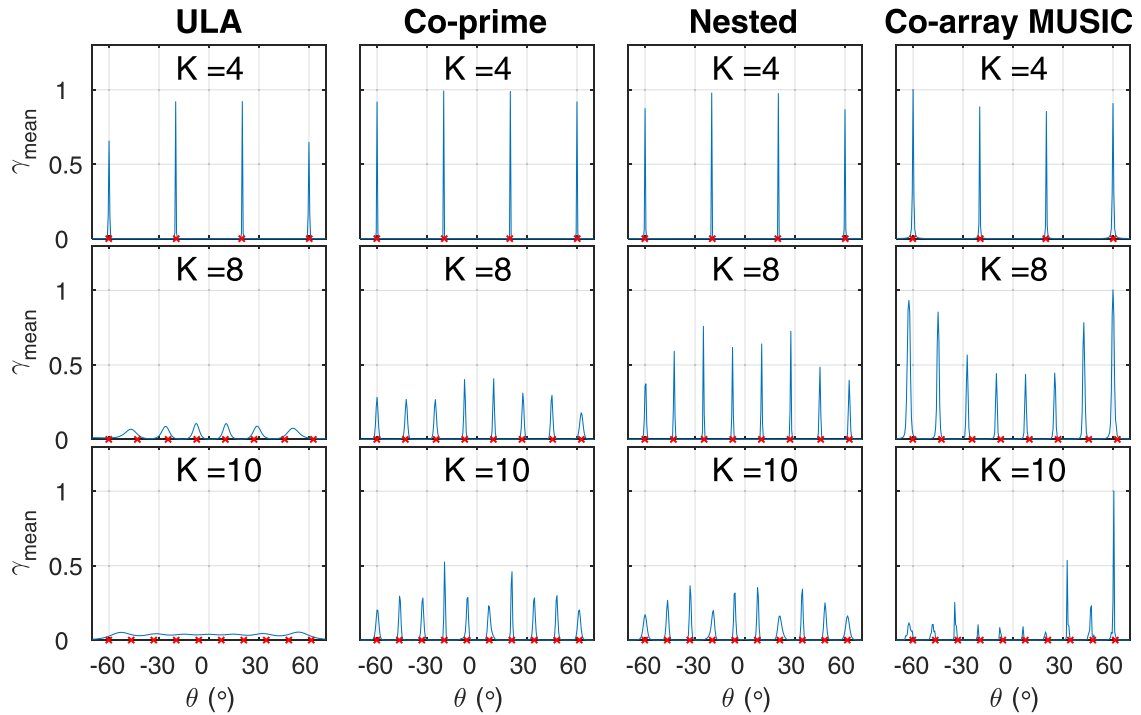 ULA Co-prime Nested Co-array MUSIC
K =4 K =4 K =4 K =4
1
0.5
0
γmean
K =8 K =8 K =8 K =8
1
0.5
0
γmean
K =10 K =10 K =10 K =10
1
0.5
0
γmean
-60 -30 0 30 60 -60 -30 0 30 60 -60 -30 0 30 60 -60 -30 0 30 60
θ (°) θ (°) θ (°) θ (°)